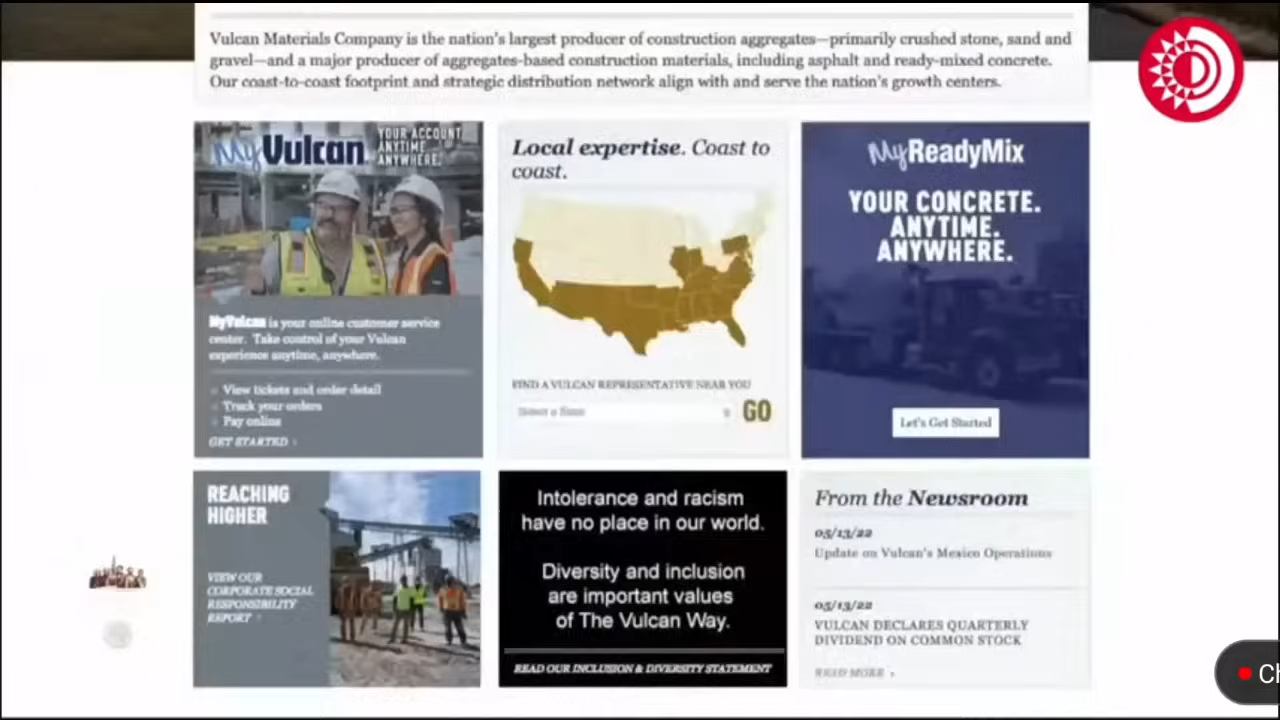 Vulcan Materials Company is the nation's largest producer of construction aggregates—primarily crushed stone, sand and
gravel—and a major producer of aggregates-based construction materials, including asphalt and ready-mixed concrete.
Our coast-to-coast footprint and strategic distribution network align with and serve the nation's growth centers.
MyVulcan
YOUR ACCOUNT
ANYTIME
ANYWHERE.
MyVulcan is your online customer service
center. Take control of your Vulcan
experience anytime, anywhere.
View tickets and order detail
Track your orders
Pay online
GET STARTED
Local expertise. Coast to
coast.
FIND A VULCAN REPRESENTATIVE NEAR YOU
Select a State
GO
MyReadyMix
YOUR CONCRETE.
ANYTIME.
ANYWHERE.
Let's Get Started
REACHING
HIGHER
VIEW OUR
CORPORATE SOCIAL
RESPONSIBILITY
REPORT
Intolerance and racism
have no place in our world.
Diversity and inclusion
are important values
of The Vulcan Way.
READ OUR INCLUSION & DIVERSITY STATEMENT
From the Newsroom
05/13/22
Update on Vulcan's Mexico Operations
05/13/22
VULCAN DECLARES QUARTERLY
DIVIDEND ON COMMON STOCK
READ MORE